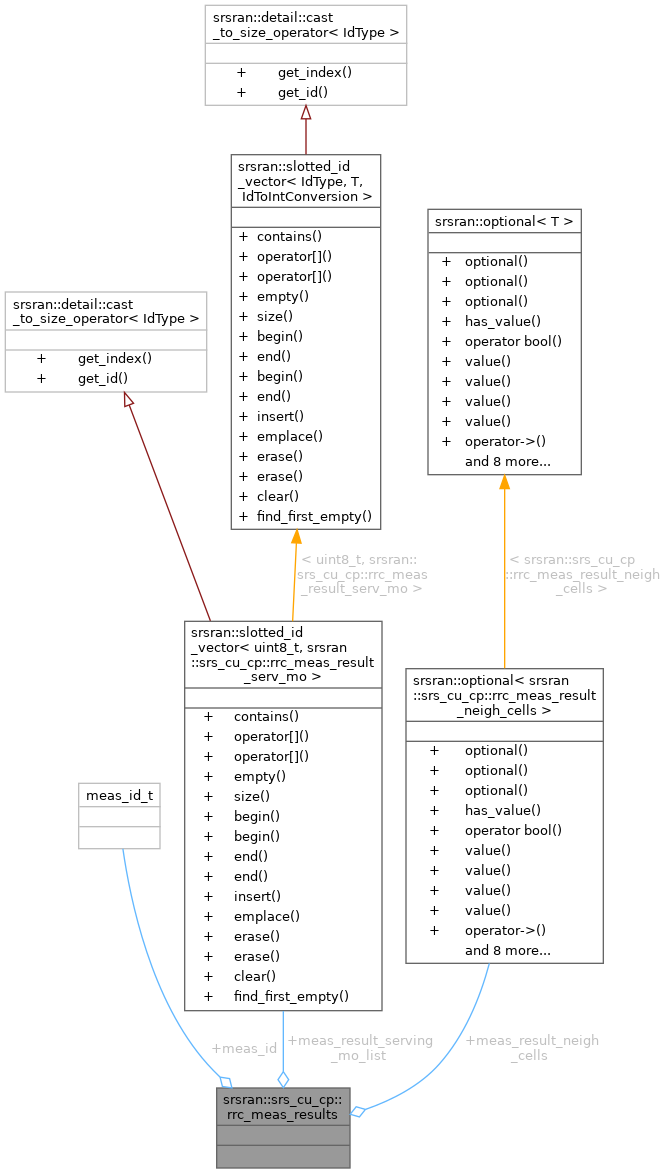 srsran::detail::cast
_to_size_operator< IdType >
+ get_index()
+ get_id()
srsran::slotted_id
_vector< IdType, T,
IdToIntConversion >
+ contains()
+ operator[]()
+ operator[]()
+ empty()
+ size()
+ begin()
+ end()
+ begin()
+ end()
+ insert()
+ emplace()
+ erase()
+ erase()
+ clear()
+ find_first_empty()
srsran::optional< T >
+ optional()
+ optional()
+ optional()
+ has_value()
+ operator bool()
+ value()
+ value()
+ value()
+ value()
+ operator->()
and 8 more...
srsran::detail::cast
_to_size_operator< IdType >
+ get_index()
+ get_id()
< uint8_t, srsran::
srs_cu_cp::rrc_meas
_result_serv_mo >
< srsran::srs_cu_cp
::rrc_meas_result_neigh
_cells >
srsran::slotted_id
_vector< uint8_t, srsran
::srs_cu_cp::rrc_meas_result
_serv_mo >
+ contains()
+ operator[]()
+ operator[]()
+ empty()
+ size()
+ begin()
+ begin()
+ end()
+ end()
+ insert()
+ emplace()
+ erase()
+ erase()
+ clear()
+ find_first_empty()
srsran::optional< srsran
::srs_cu_cp::rrc_meas_result
_neigh_cells >
+ optional()
+ optional()
+ optional()
+ has_value()
+ operator bool()
+ value()
+ value()
+ value()
+ value()
+ operator->()
and 8 more...
meas_id_t
+meas_id
+meas_result_serving
_mo_list
+meas_result_neigh
_cells
srsran::srs_cu_cp::
rrc_meas_results